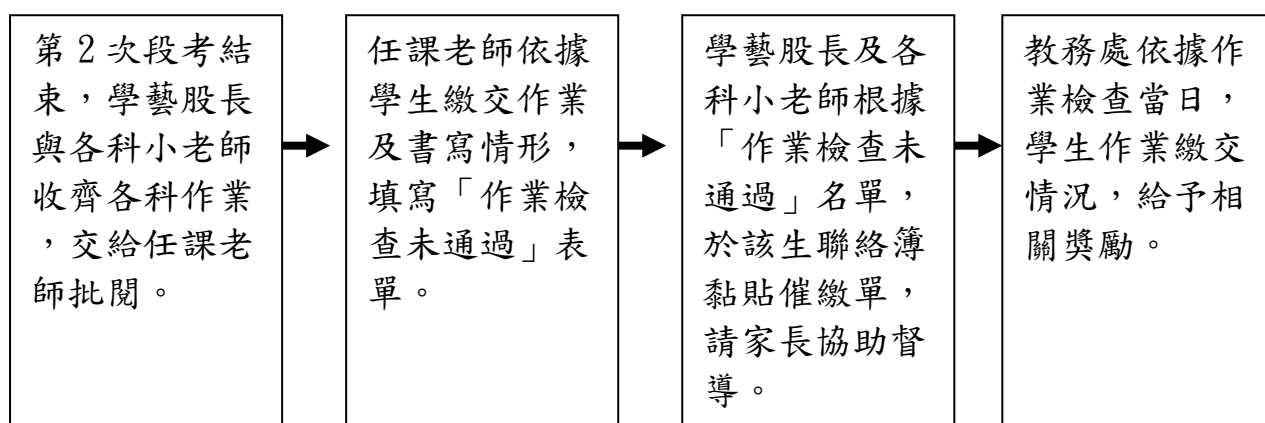 第2次段考結
束，學藝股長
與各科小老師
收齊各科作業
，交給任課老
師批閱。
任課老師依據
學生繳交作業
及書寫情形，
填寫「作業檢
查未通過」表
單。
學藝股長及各
科小老師根據
「作業檢查未
通過」名單，
於該生聯絡簿
黏貼催繳單，
請家長協助督
導。
教務處依據作
業檢查當日，
學生作業繳交
情況，給予相
關獎勵。